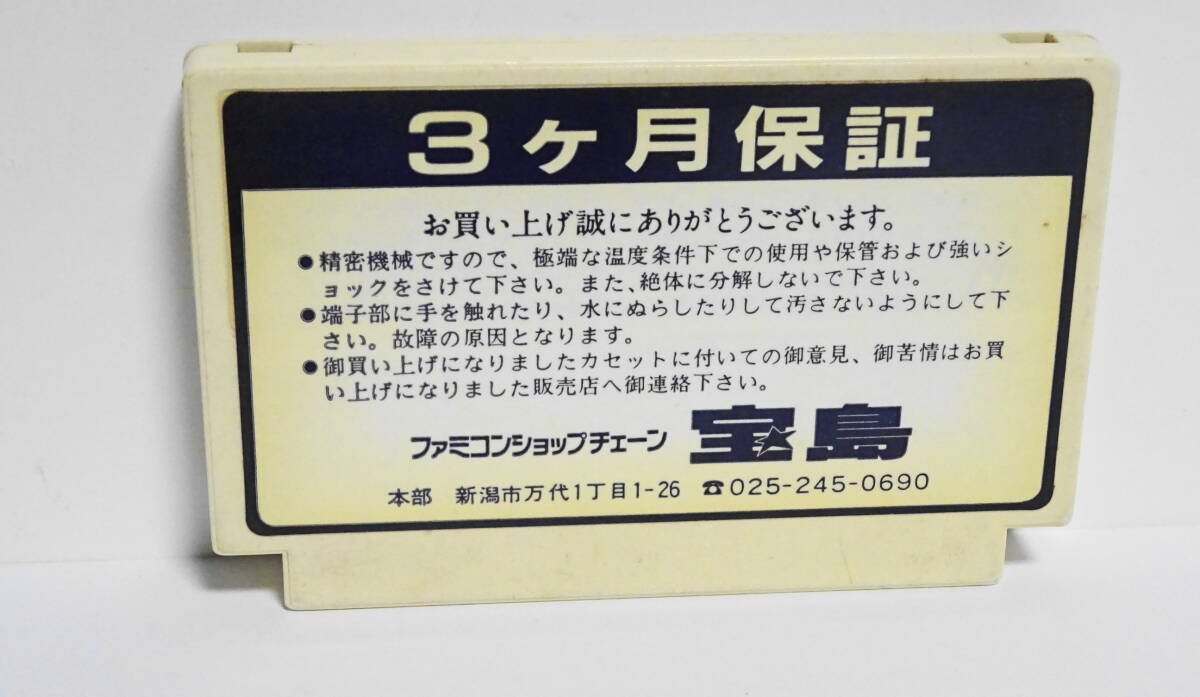 3ケ月保証
お買い上げ誠にありがとうございます。
●精密機械ですので、極端な温度条件下での使用や保管および強いシ
ョックをさけて下さい。また、絶体に分解しないで下さい。
●端子部に手を触れたり、水にぬらしたりして汚さないようにして下
さい。故障の原因となります。
●御買い上げになりましたカセットに付いての御意見、御苦情はお買
い上げになりました販売店へ御連絡下さい。
ファミコンショップチェーン 宝島
本部 新潟市万代1丁目1-26 ☎025-245-0690